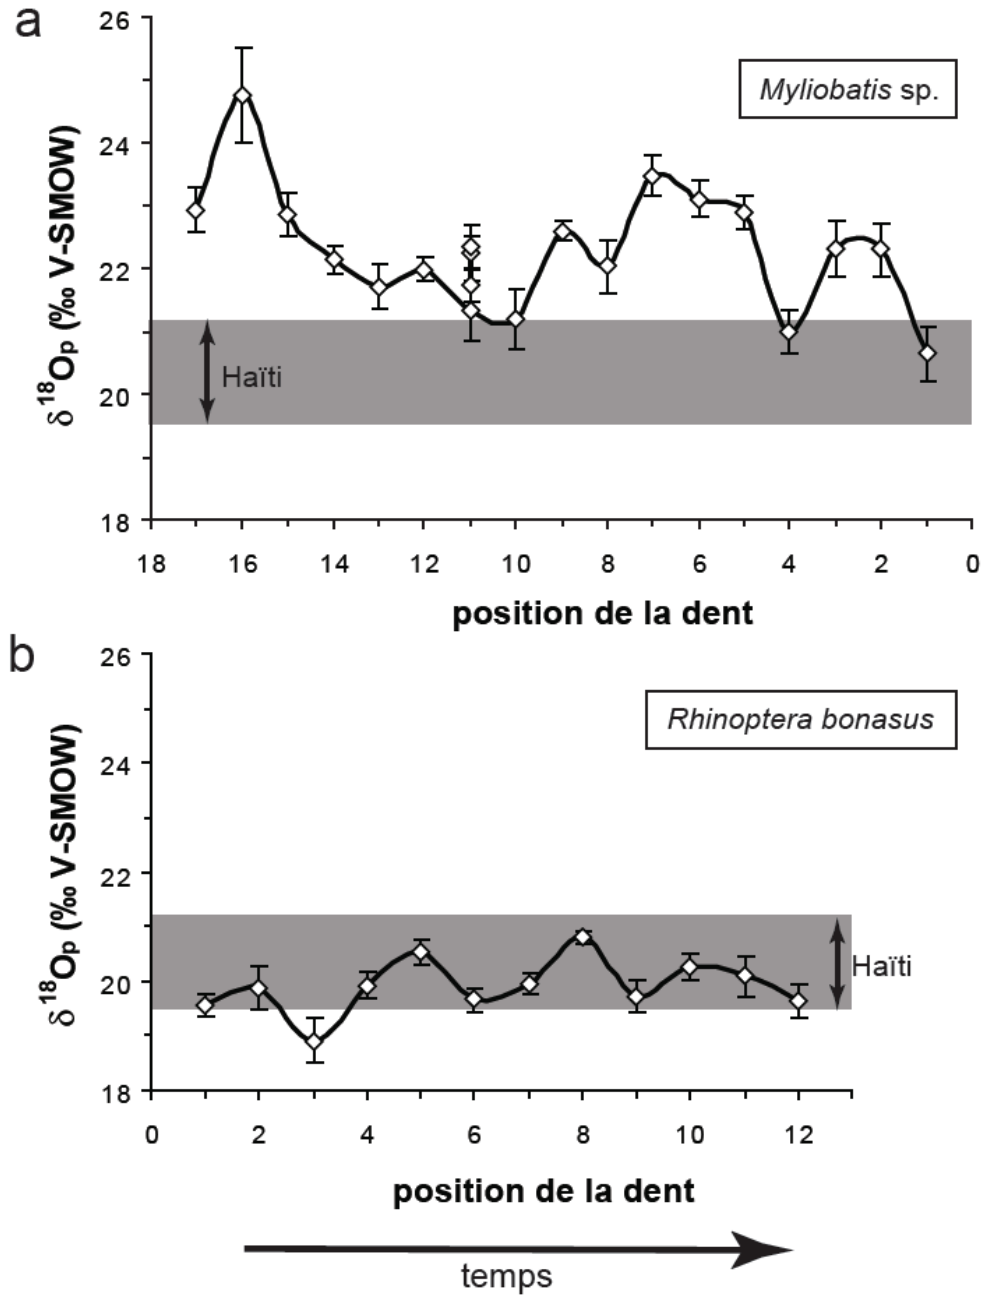 a
Myliobatis sp.
δ18Op (‰ V-SMOW)
26
24
22
20
18
Haïti
18 16 14 12 10 8 6 4 2 0
position de la dent
b
Rhinoptera bonasus
δ18Op (‰ V-SMOW)
26
24
22
20
18
Haïti
0 2 4 6 8 10 12
position de la dent
temps